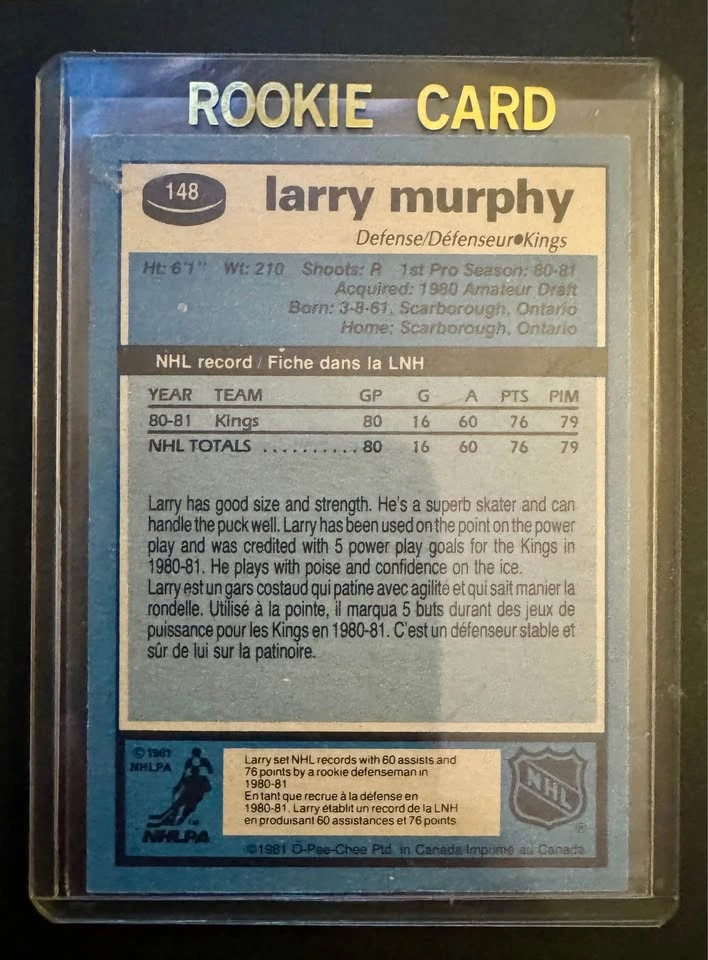 ROOKIE CARD
148
larry murphy
Defense/Défenseur●Kings
Ht: 6'1" Wt: 210 Shoots: R 1st Pro Season: 80-81
Acquired: 1980 Amateur Draft
Born: 3-8-61, Scarborough, Ontario
Home: Scarborough, Ontario
NHL record / Fiche dans la LNH
YEAR TEAM GP G A PTS PIM
80-81 Kings 80 16 60 76 79
NHL TOTALS .......... 80 16 60 76 79
Larry has good size and strength. He's a superb skater and can
handle the puck well. Larry has been used on the point on the power
play and was credited with 5 power play goals for the Kings in
1980-81. He plays with poise and confidence on the ice.
Larry est un gars costaud qui patine avec agilité et qui sait manier la
rondelle. Utilisé à la pointe, il marqua 5 buts durant des jeux de
puissance pour les Kings en 1980-81. C'est un défenseur stable et
sûr de lui sur la patinoire.
© 1981
NHLPA
NHLPA
Larry set NHL records with 60 assists and
76 points by a rookie defenseman in
1980-81
En tant que recrue à la défense en
1980-81. Larry établit un record de la LNH
en produisant 60 assistances et 76 points
NHL
®
©1981 O-Pee-Chee Ptd. in Canada/Imprimé au Canada